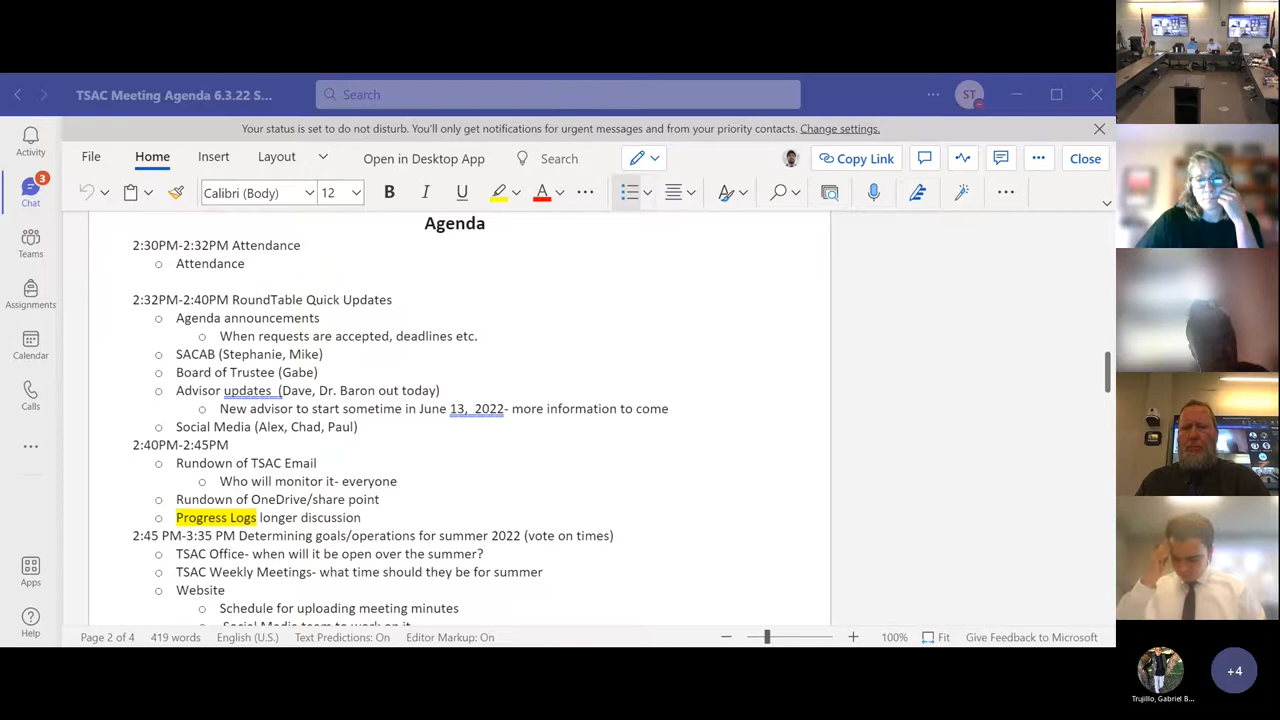 TSAC Meeting Agenda 6.3.22 S...
Search
ST
Your status is set to do not disturb. You'll only get notifications for urgent messages and from your priority contacts. Change settings.
File
Home
Insert
Layout
Open in Desktop App
Search
Copy Link
Close
Calibri (Body)
12
B
I
U
A
Activity
3
Chat
Teams
Assignments
Calendar
Calls
Apps
Help
Agenda
2:30PM-2:32PM Attendance
Attendance
2:32PM-2:40PM RoundTable Quick Updates
Agenda announcements
When requests are accepted, deadlines etc.
SACAB (Stephanie, Mike)
Board of Trustee (Gabe)
Advisor updates (Dave, Dr. Baron out today)
New advisor to start sometime in June 13, 2022- more information to come
Social Media (Alex, Chad, Paul)
2:40PM-2:45PM
Rundown of TSAC Email
Who will monitor it- everyone
Rundown of OneDrive/share point
Progress Logs longer discussion
2:45 PM-3:35 PM Determining goals/operations for summer 2022 (vote on times)
TSAC Office- when will it be open over the summer?
TSAC Weekly Meetings- what time should they be for summer
Website
Schedule for uploading meeting minutes
Social Media team to work on it
Page 2 of 4
419 words
English (U.S.)
Text Predictions: On
Editor Markup: On
100%
Fit
Give Feedback to Microsoft
Trujillo, Gabriel B...
+4